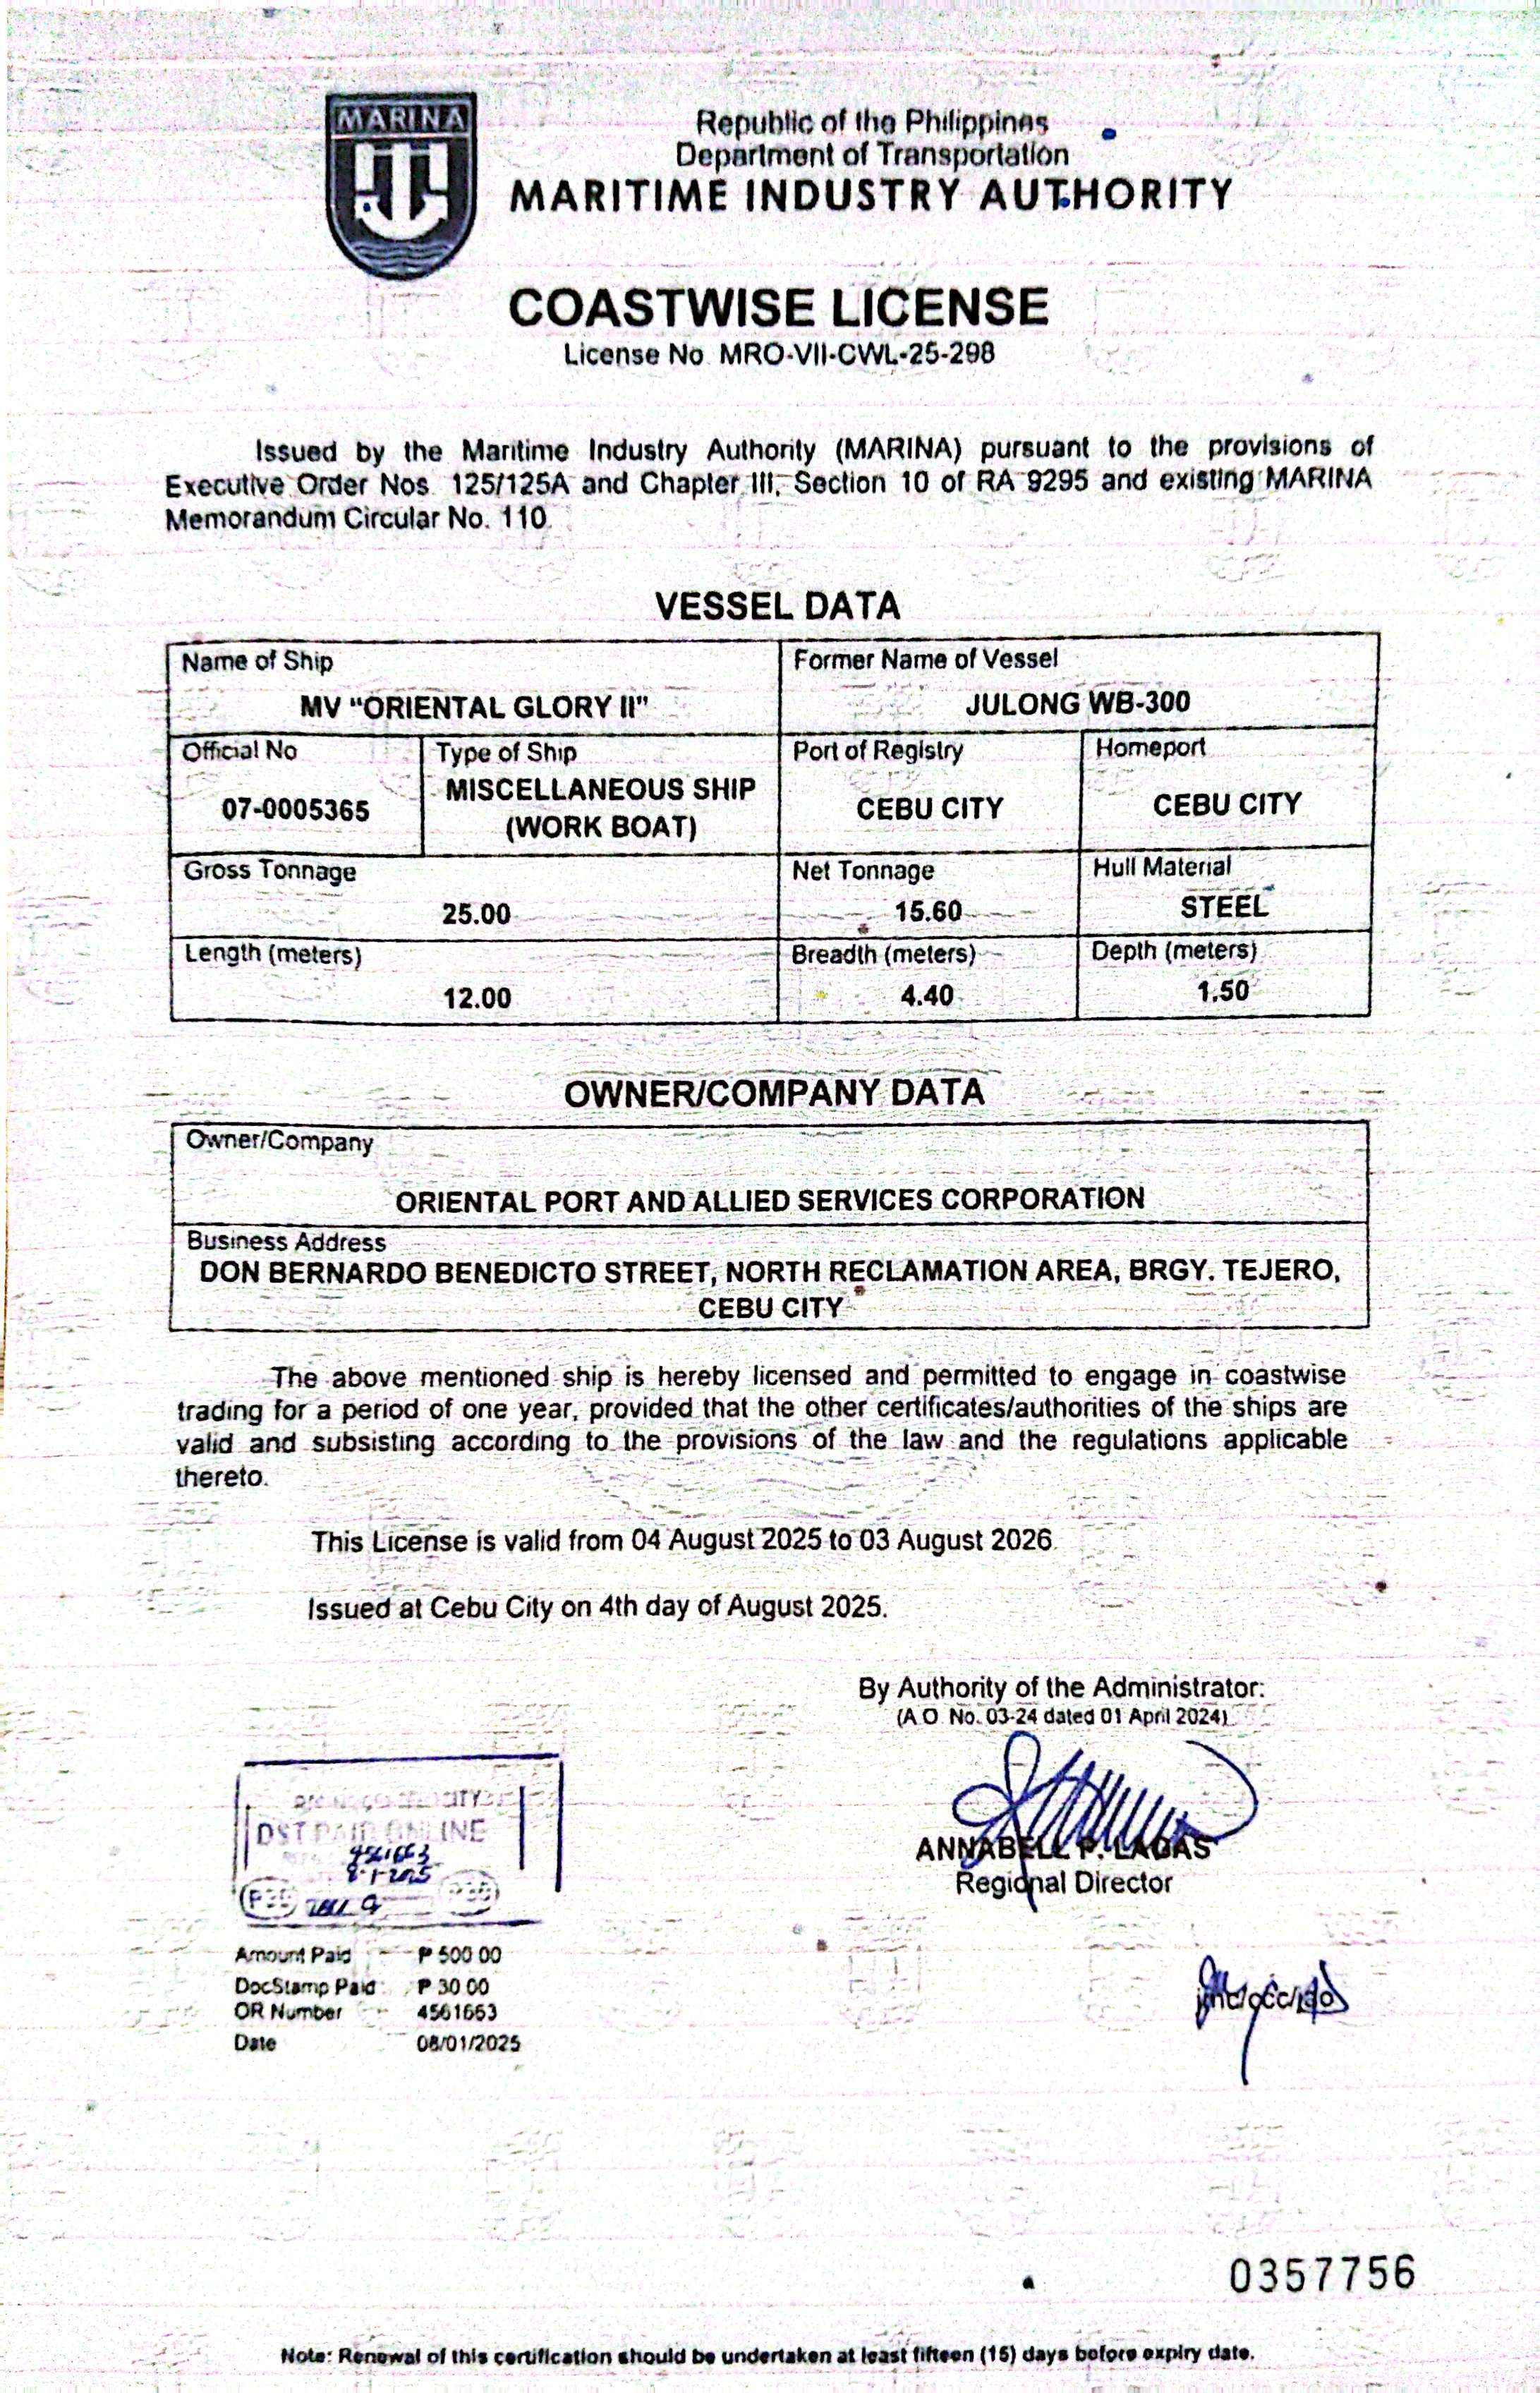 MARINA
Republic of the Philippines
Department of Transportation
MARITIME INDUSTRY AUTHORITY
COASTWISE LICENSE
License No MRO-VII-CWL-25-298
Issued by the Maritime Industry Authority (MARINA) pursuant to the provisions of
Executive Order Nos 125/125A and Chapter III, Section 10 of RA 9295 and existing MARINA
Memorandum Circular No. 110
VESSEL DATA
Name of Ship
MV "ORIENTAL GLORY II"
Former Name of Vessel
JULONG WB-300
Official No
07-0005365
Type of Ship
MISCELLANEOUS SHIP
(WORK BOAT)
Port of Registry
CEBU CITY
Homeport
CEBU CITY
Gross Tonnage
25.00
Net Tonnage
15.60
Hull Material
STEEL
Length (meters)
12.00
Breadth (meters)
4.40
Depth (meters)
1.50
OWNER/COMPANY DATA
Owner/Company
ORIENTAL PORT AND ALLIED SERVICES CORPORATION
Business Address
DON BERNARDO BENEDICTO STREET, NORTH RECLAMATION AREA, BRGY. TEJERO,
CEBU CITY
The above mentioned ship is hereby licensed and permitted to engage in coastwise
trading for a period of one year, provided that the other certificates/authorities of the ships are
valid and subsisting according to the provisions of the law and the regulations applicable
thereto.
This License is valid from 04 August 2025 to 03 August 2026
Issued at Cebu City on 4th day of August 2025.
By Authority of the Administrator:
(A.O. No. 03-24 dated 01 April 2024)
ANNABELL P. LAGAS
Regional Director
CITY
DST PAID ONLINE
4561663
8-1-2025
Amount Paid ₱ 500.00
DocStamp Paid ₱ 30.00
OR Number 4561663
Date 08/01/2025
0357756
Note: Renewal of this certification should be undertaken at least fifteen (15) days before expiry date.